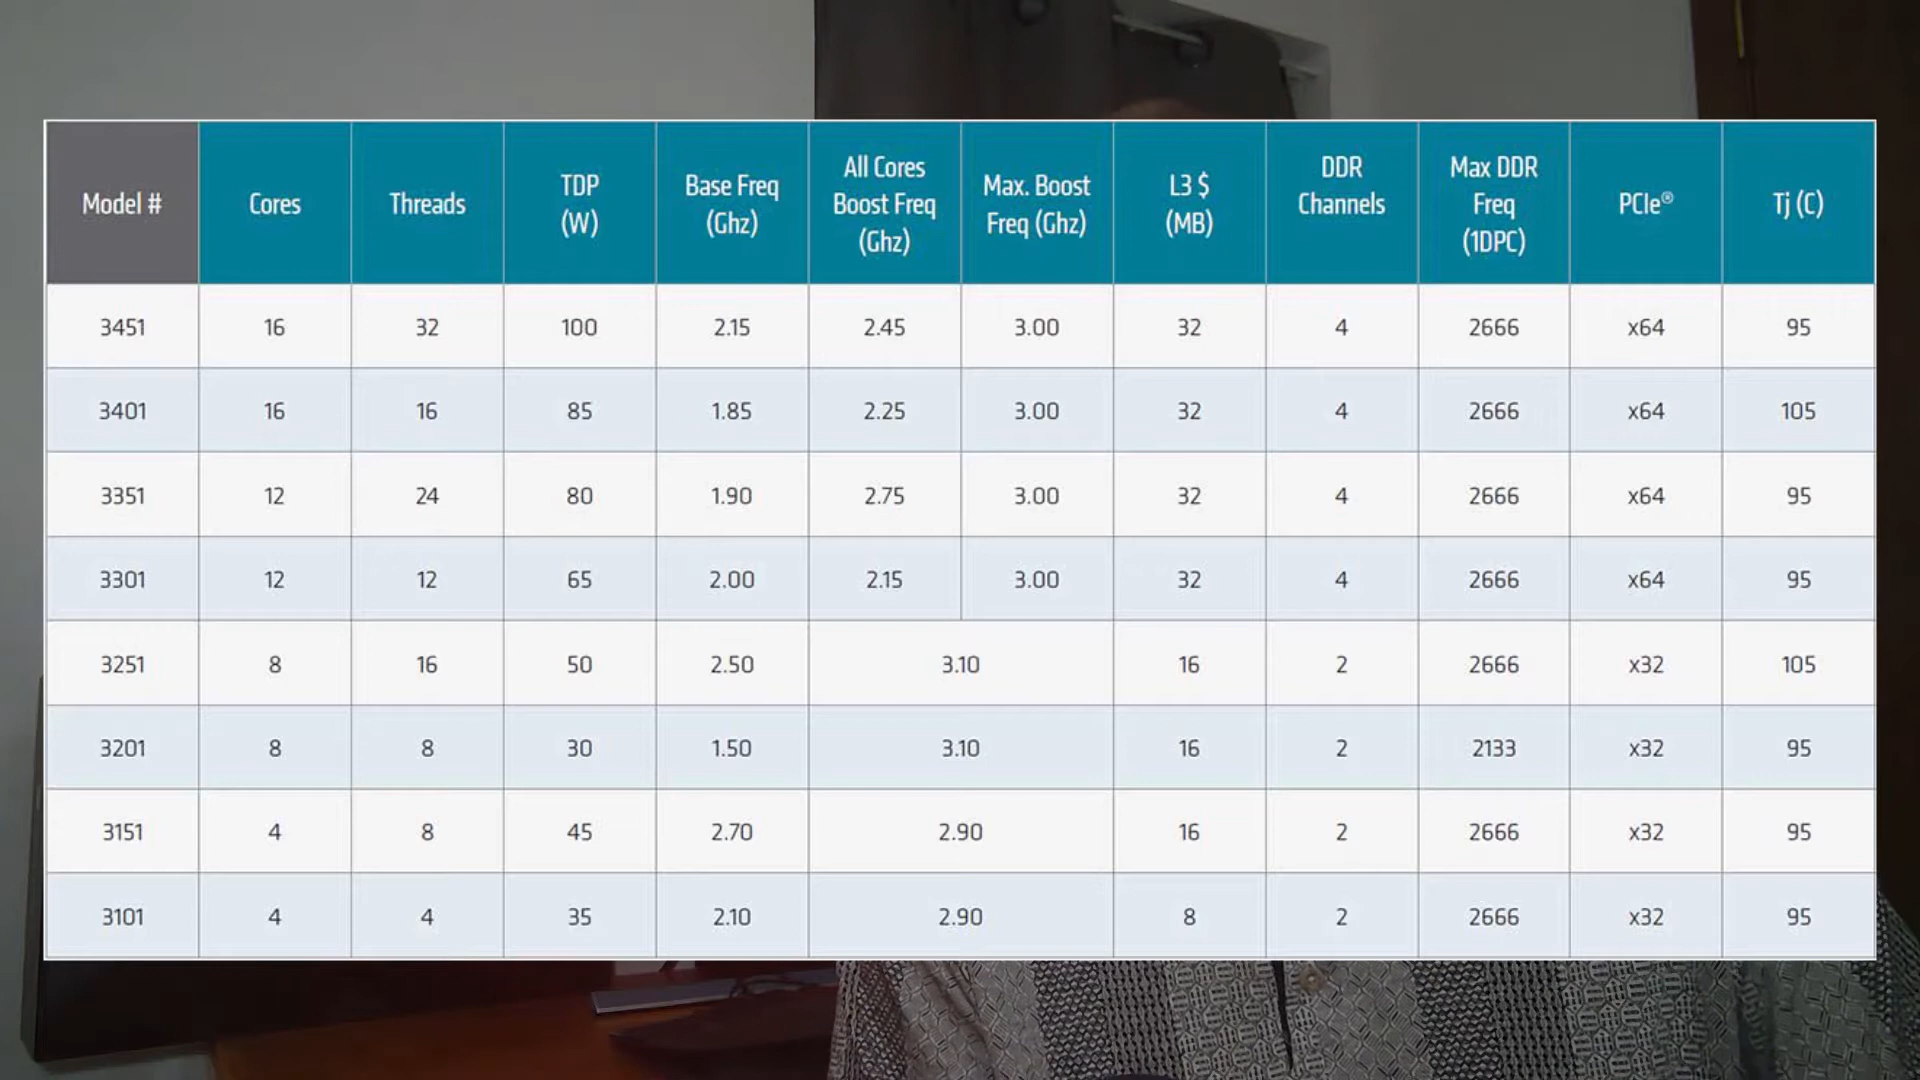 Model # Cores Threads TDP (W) Base Freq (Ghz) All Cores Boost Freq (Ghz) Max. Boost Freq (Ghz) L3 $ (MB) DDR Channels Max DDR Freq (1DPC) PCIe® Tj (C)
3451 16 32 100 2.15 2.45 3.00 32 4 2666 x64 95
3401 16 16 85 1.85 2.25 3.00 32 4 2666 x64 105
3351 12 24 80 1.90 2.75 3.00 32 4 2666 x64 95
3301 12 12 65 2.00 2.15 3.00 32 4 2666 x64 95
3251 8 16 50 2.50 3.10 16 2 2666 x32 105
3201 8 8 30 1.50 3.10 16 2 2133 x32 95
3151 4 8 45 2.70 2.90 16 2 2666 x32 95
3101 4 4 35 2.10 2.90 8 2 2666 x32 95